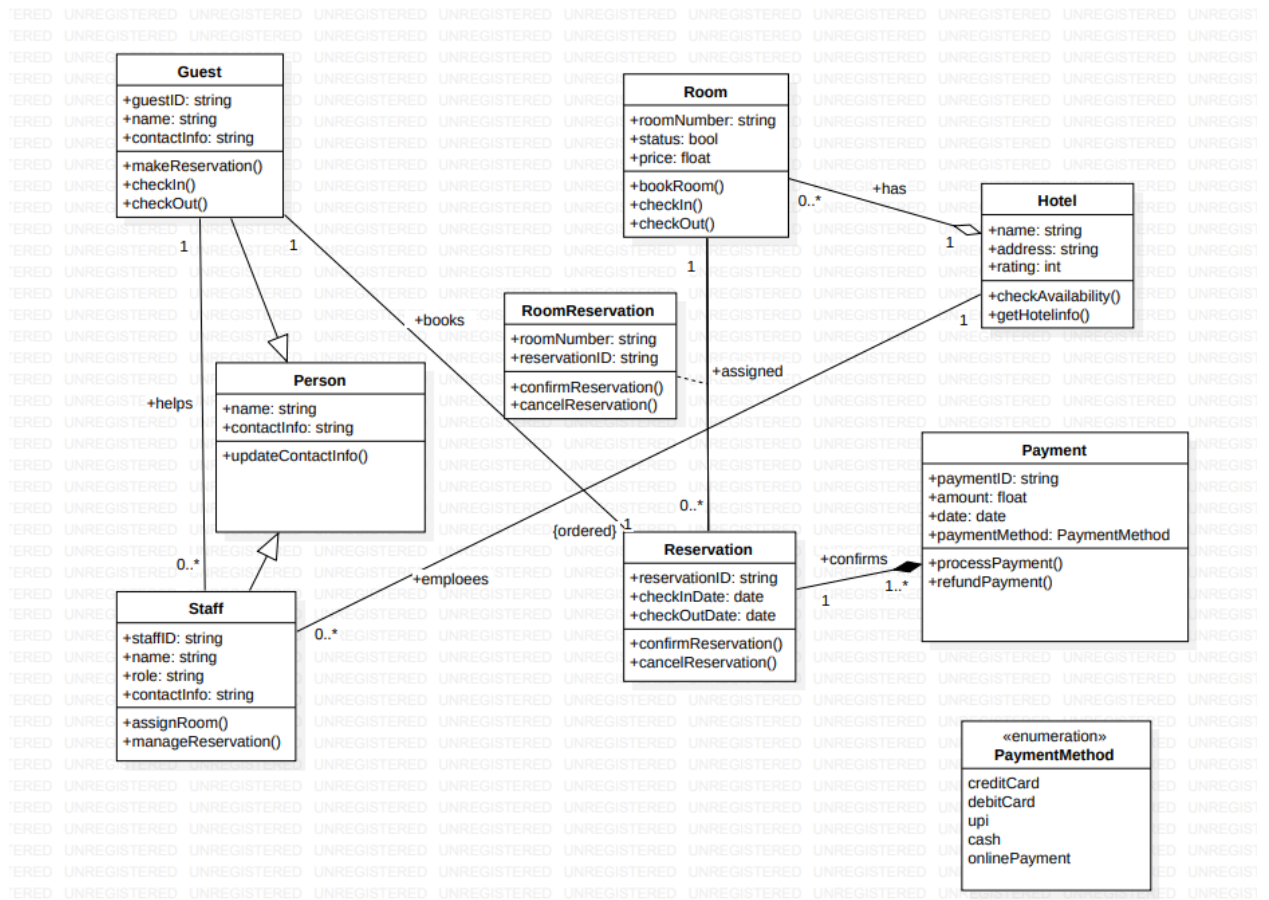 Guest
+guestID: string
+name: string
+contactInfo: string
+makeReservation()
+checkIn()
+checkOut()
Room
+roomNumber: string
+status: bool
+price: float
+bookRoom()
+checkIn()
+checkOut()
+has
0..*
1
Hotel
+name: string
+address: string
+rating: int
+checkAvailability()
+getHotelinfo()
1
1
1
1
+books
RoomReservation
+roomNumber: string
+reservationID: string
+confirmReservation()
+cancelReservation()
+assigned
Person
+name: string
+contactInfo: string
+updateContactInfo()
+helps
Payment
+paymentID: string
+amount: float
+date: date
+paymentMethod: PaymentMethod
+processPayment()
+refundPayment()
0..*
{ordered}
1
Reservation
+reservationID: string
+checkInDate: date
+checkOutDate: date
+confirmReservation()
+cancelReservation()
+confirms
1
1..*
0..*
+emploees
0..*
Staff
+staffID: string
+name: string
+role: string
+contactInfo: string
+assignRoom()
+manageReservation()
«enumeration»
PaymentMethod
creditCard
debitCard
upi
cash
onlinePayment
UNREGISTERED